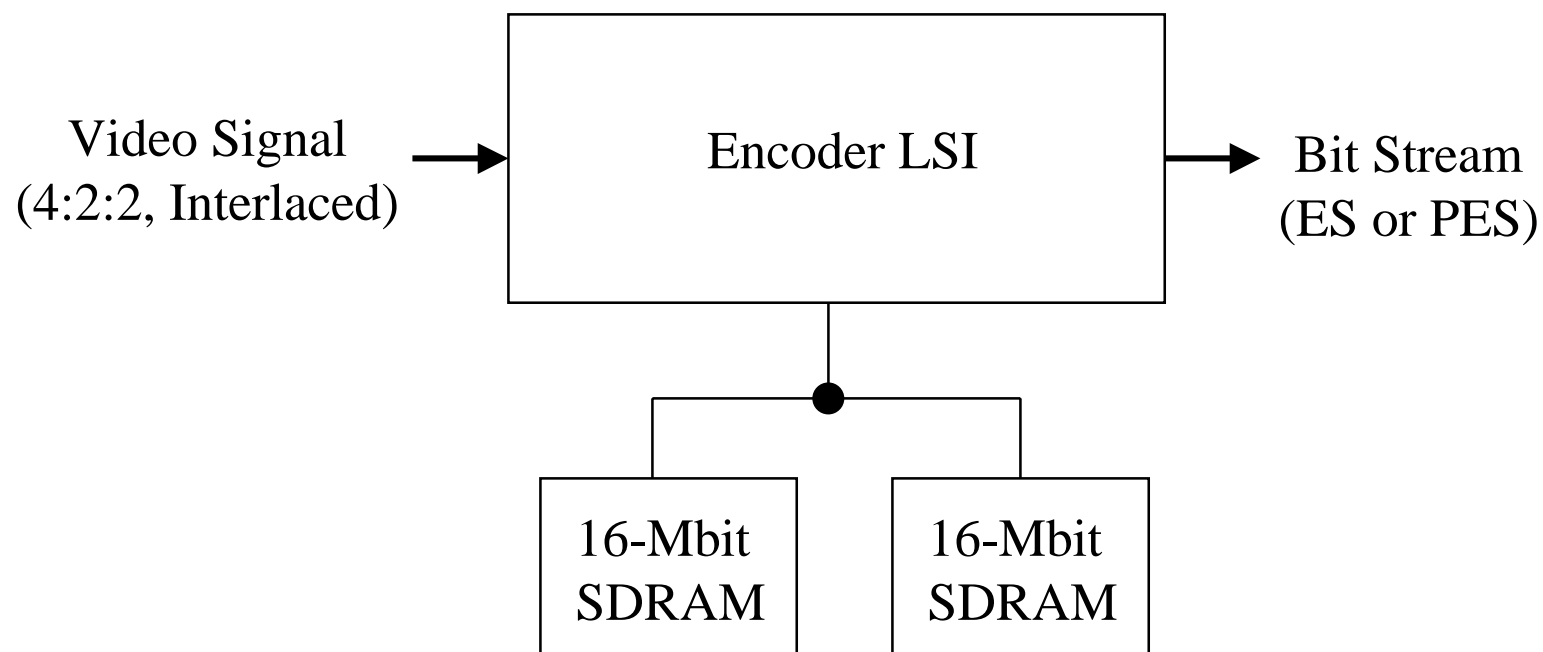 Video Signal
(4:2:2, Interlaced)
Encoder LSI
Bit Stream
(ES or PES)
16-Mbit
SDRAM
16-Mbit
SDRAM